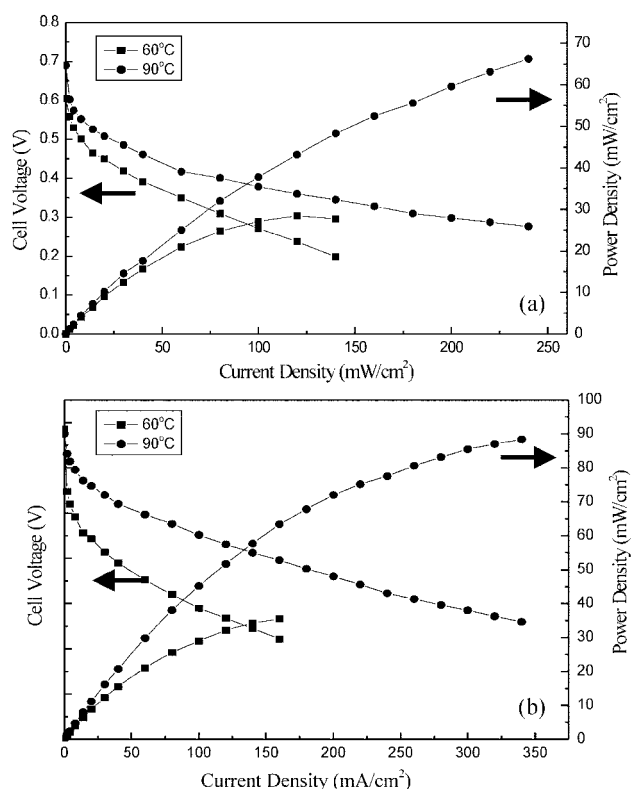 0.8
0.7
0.6
0.5
0.4
0.3
0.2
0.1
0.0
Cell Voltage (V)
60°C
90°C
70
60
50
40
30
20
10
0
Power Density (mW/cm²)
(a)
0 50 100 150 200 250
Current Density (mW/cm²)
Cell Voltage (V)
60°C
90°C
100
90
80
70
60
50
40
30
20
10
0
Power Density (mW/cm²)
(b)
0 50 100 150 200 250 300 350
Current Density (mA/cm²)